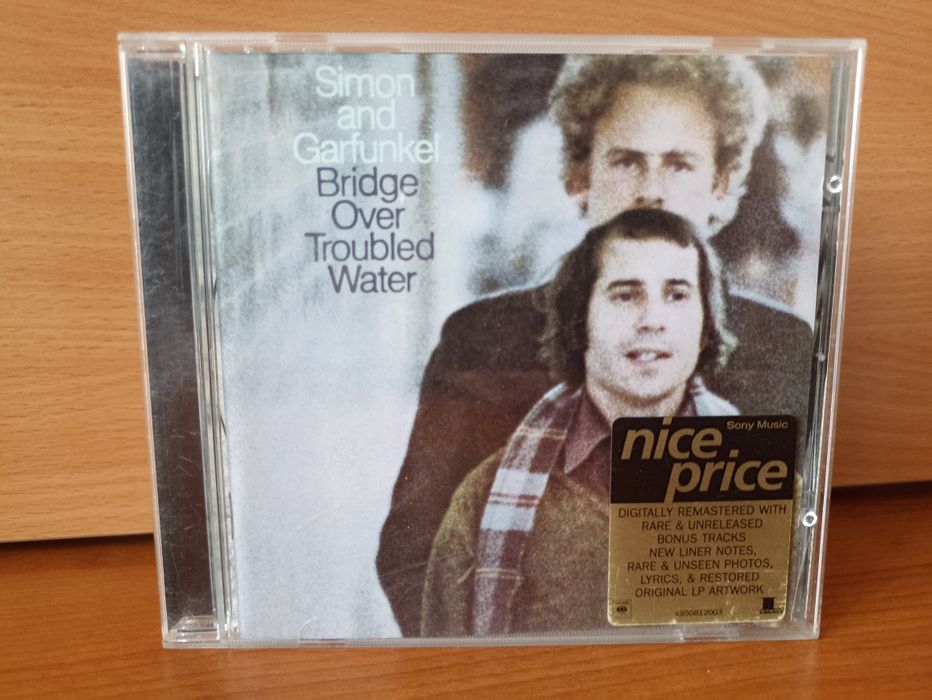 Simon
and
Garfunkel
Bridge
Over
Troubled
Water
Sony Music
nice
price
DIGITALLY REMASTERED WITH
RARE & UNRELEASED
BONUS TRACKS
NEW LINER NOTES,
RARE & UNSEEN PHOTOS,
LYRICS, & RESTORED
ORIGINAL LP ARTWORK
4950812003